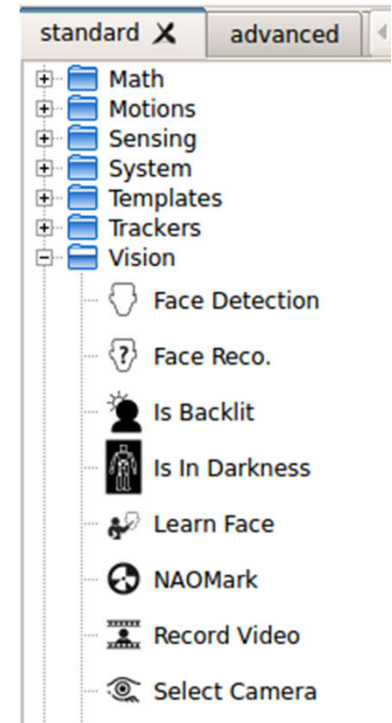 standard advanced
Math
Motions
Sensing
System
Templates
Trackers
Vision
Face Detection
Face Reco.
Is Backlit
Is In Darkness
Learn Face
NAOMark
Record Video
Select Camera